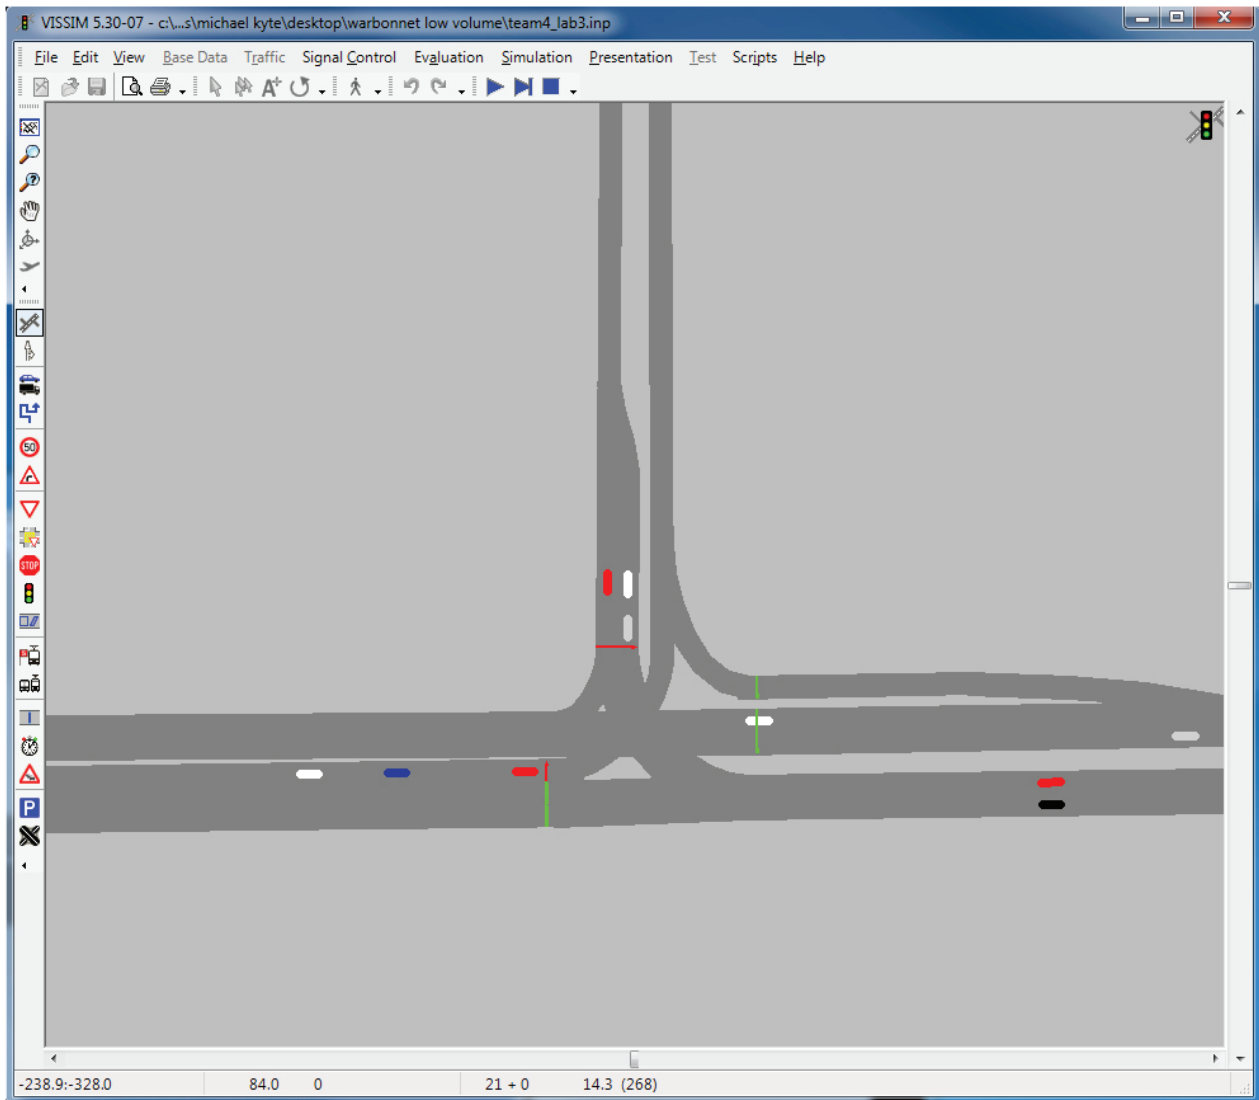 VISSIM 5.30-07 - c:\...s\michael kyte\desktop\warbonnet low volume\team4_lab3.inp
File Edit View Base Data Traffic Signal Control Evaluation Simulation Presentation Test Scripts Help
A+
?
50
STOP
P
-238.9:-328.0 84.0 0 21 + 0 14.3 (268)